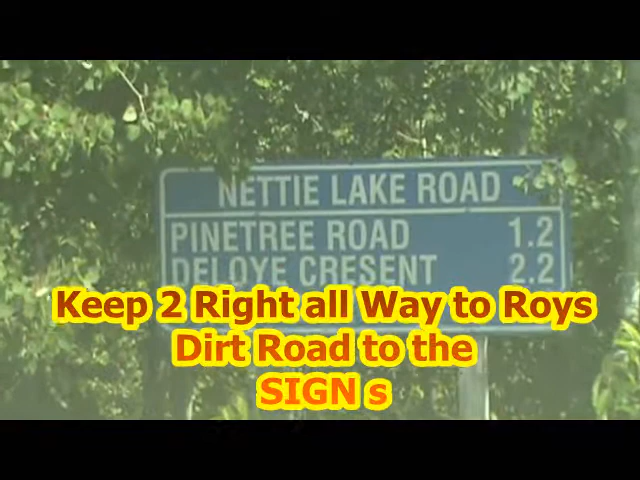 NETTIE LAKE ROAD
PINETREE ROAD 1.2
DELOYE CRESENT 2.2
Keep 2 Right all Way to Roys
Dirt Road to the
SIGN s